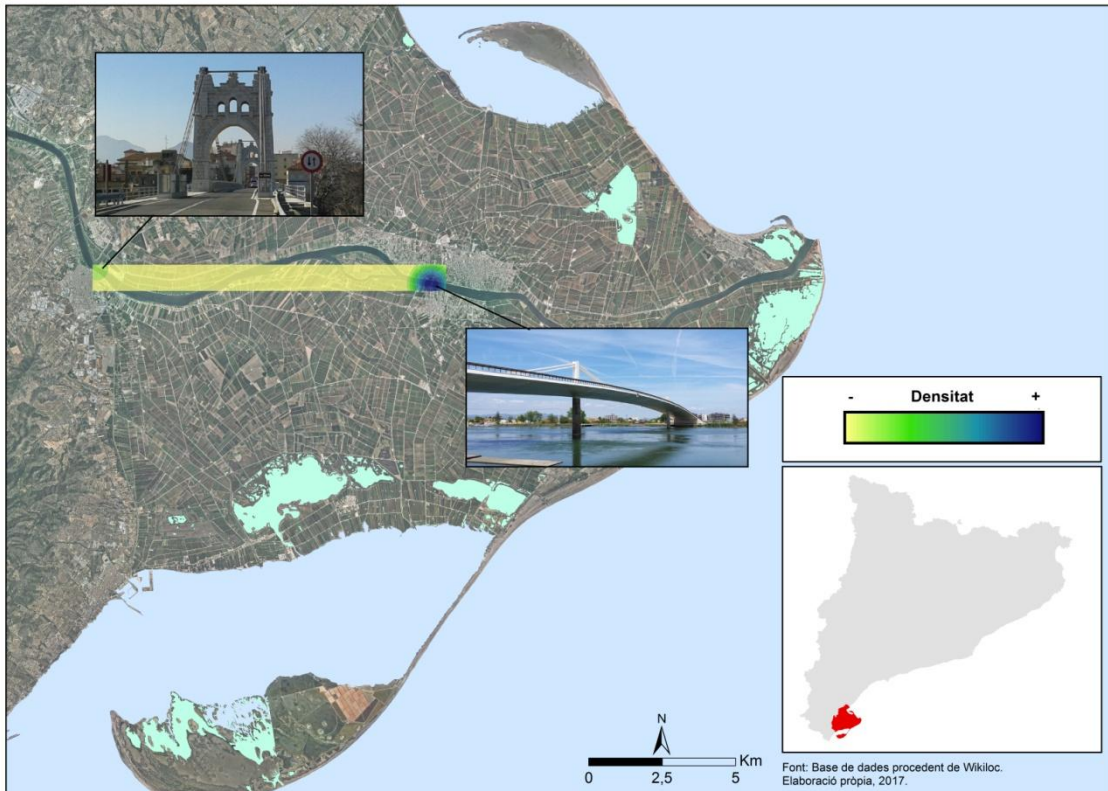 - Densitat +
N
Km
0 2,5 5
Font: Base de dades procedent de Wikiloc.
Elaboració pròpia, 2017.